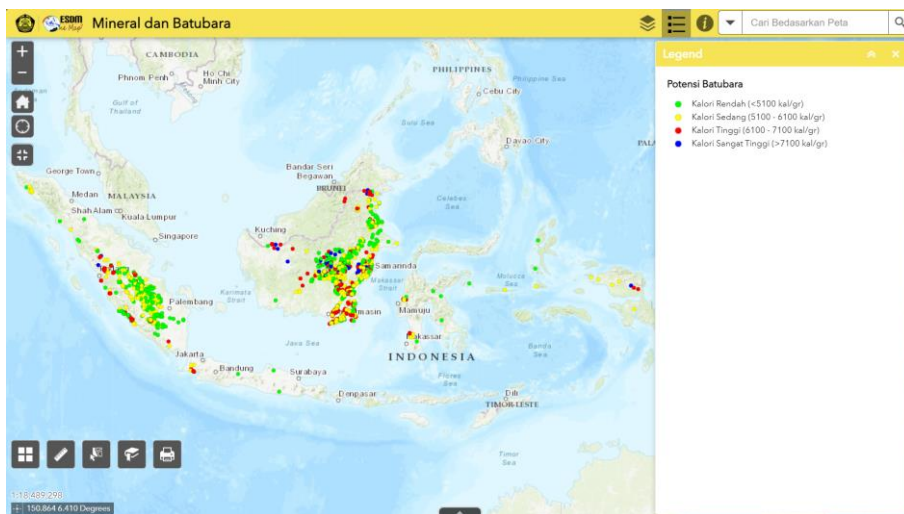 ESDM
One Map
Mineral dan Batubara
Cari Bedasarkan Peta
Legend
Potensi Batubara
Kalori Rendah (<5100 kal/gr)
Kalori Sedang (5100 - 6100 kal/gr)
Kalori Tinggi (6100 - 7100 kal/gr)
Kalori Sangat Tinggi (>7100 kal/gr)
CAMBODIA
Phnom Penh
Ho Chi
Minh City
Gulf of
Thailand
PHILIPPINES
Philippine Sea
Cebu City
Sulu Sea
Davao City
PALA
George Town
Bandar Seri
Begawan
BRUNEI
Medan
MALAYSIA
Celebes
Sea
Shah Alam
Kuala Lumpur
Kuching
Singapore
Samarinda
Molucca
Sea
Karimata
Strait
Makassar
Strait
Palembang
masin
Mamuju
Java Sea
Makassar
Banda
Sea
Jakarta
INDONESIA
Bandung
Surabaya
Flores
Sea
Denpasar
Dili
TIMOR-LESTE
Timor
Sea
1:18,489,298
150.864 6.410 Degrees